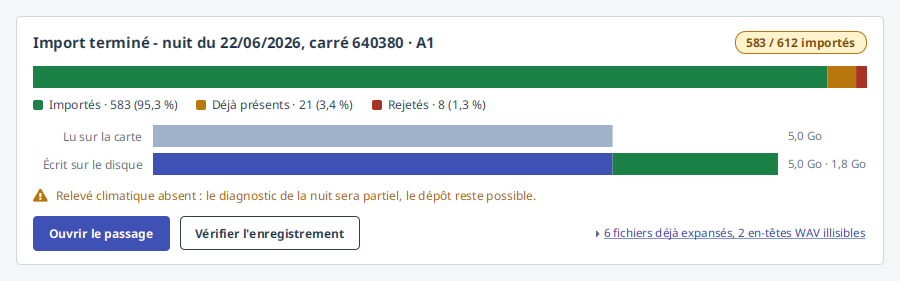 Import terminé - nuit du 22/06/2026, carré 640380 · A1
583 / 612 importés
Importés · 583 (95,3 %)
Déjà présents · 21 (3,4 %)
Rejetés · 8 (1,3 %)
Lu sur la carte
5,0 Go
Écrit sur le disque
5,0 Go · 1,8 Go
Relevé climatique absent : le diagnostic de la nuit sera partiel, le dépôt reste possible.
Ouvrir le passage
Vérifier l'enregistrement
6 fichiers déjà expansés, 2 en-têtes WAV illisibles